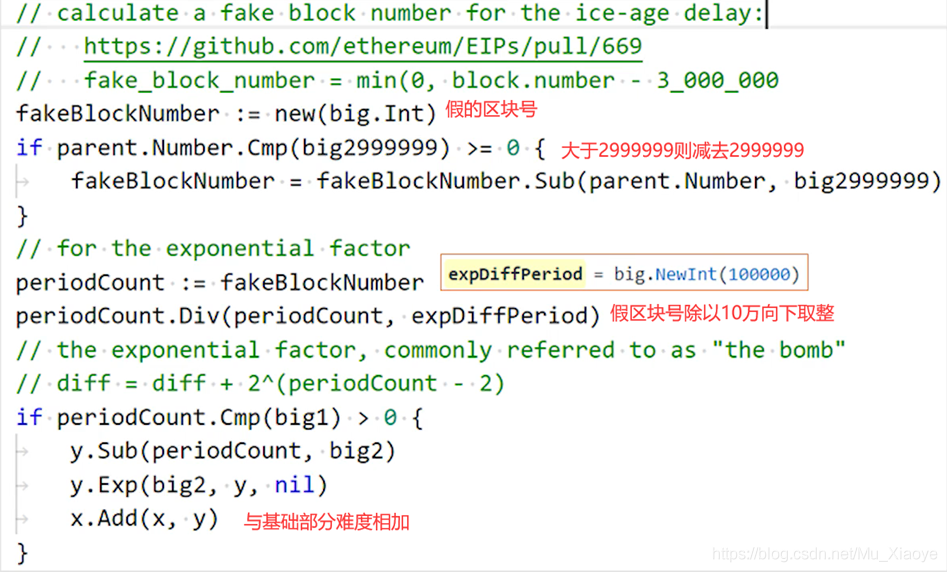 // calculate a fake block number for the ice-age delay:
//   https://github.com/ethereum/EIPs/pull/669
//   fake_block_number = min(0, block.number - 3_000_000
fakeBlockNumber := new(big.Int) 假的区块号
if parent.Number.Cmp(big2999999) >= 0 { 大于2999999则减去2999999
fakeBlockNumber = fakeBlockNumber.Sub(parent.Number, big2999999)
}
// for the exponential factor
periodCount := fakeBlockNumber expDiffPeriod = big.NewInt(100000)
periodCount.Div(periodCount, expDiffPeriod) 假区块号除以10万向下取整
// the exponential factor, commonly referred to as "the bomb"
// diff = diff + 2^(periodCount - 2)
if periodCount.Cmp(big1) > 0 {
y.Sub(periodCount, big2)
y.Exp(big2, y, nil)
x.Add(x, y) 与基础部分难度相加
}
https://blog.csdn.net/Mu_Xiaoye